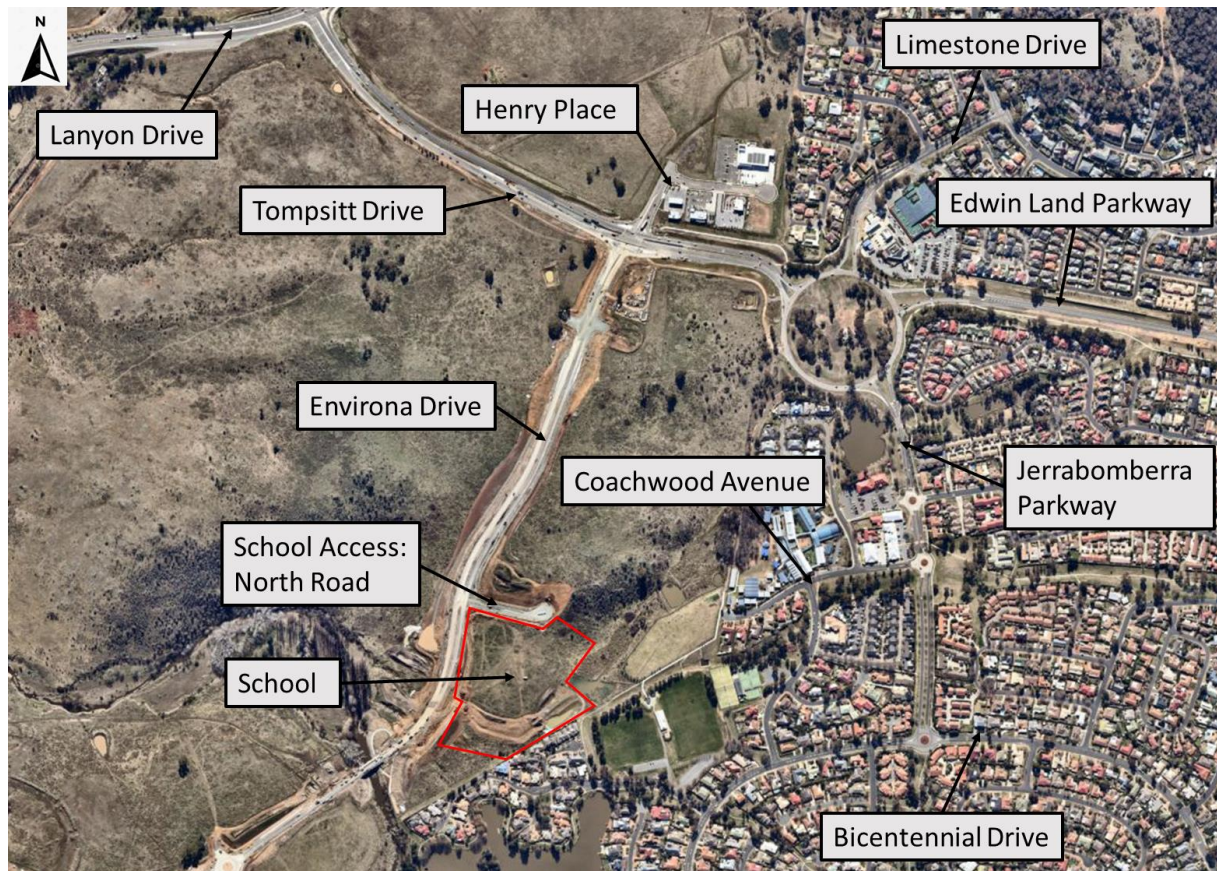 N
Limestone Drive
Lanyon Drive
Henry Place
Tompsitt Drive
Edwin Land Parkway
Environa Drive
Coachwood Avenue
Jerrabomberra
Parkway
School Access:
North Road
School
Bicentennial Drive